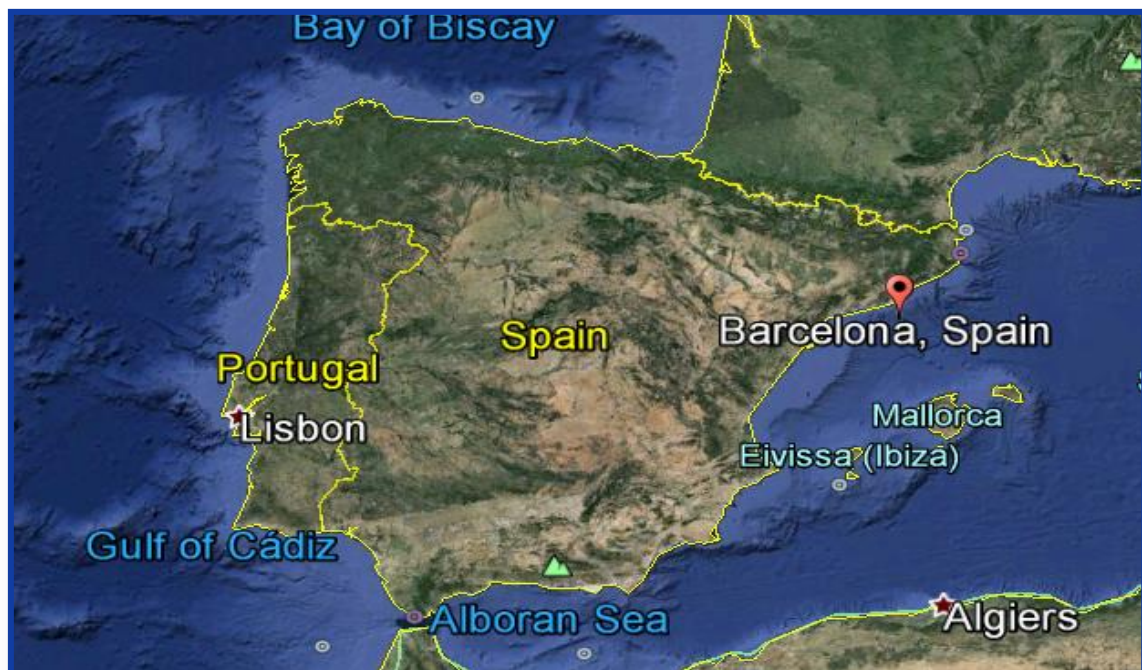 Bay of Biscay
Spain
Barcelona, Spain
Portugal
Mallorca
Lisbon
Eivissa (Ibiza)
Gulf of Cádiz
Alboran Sea
Algiers